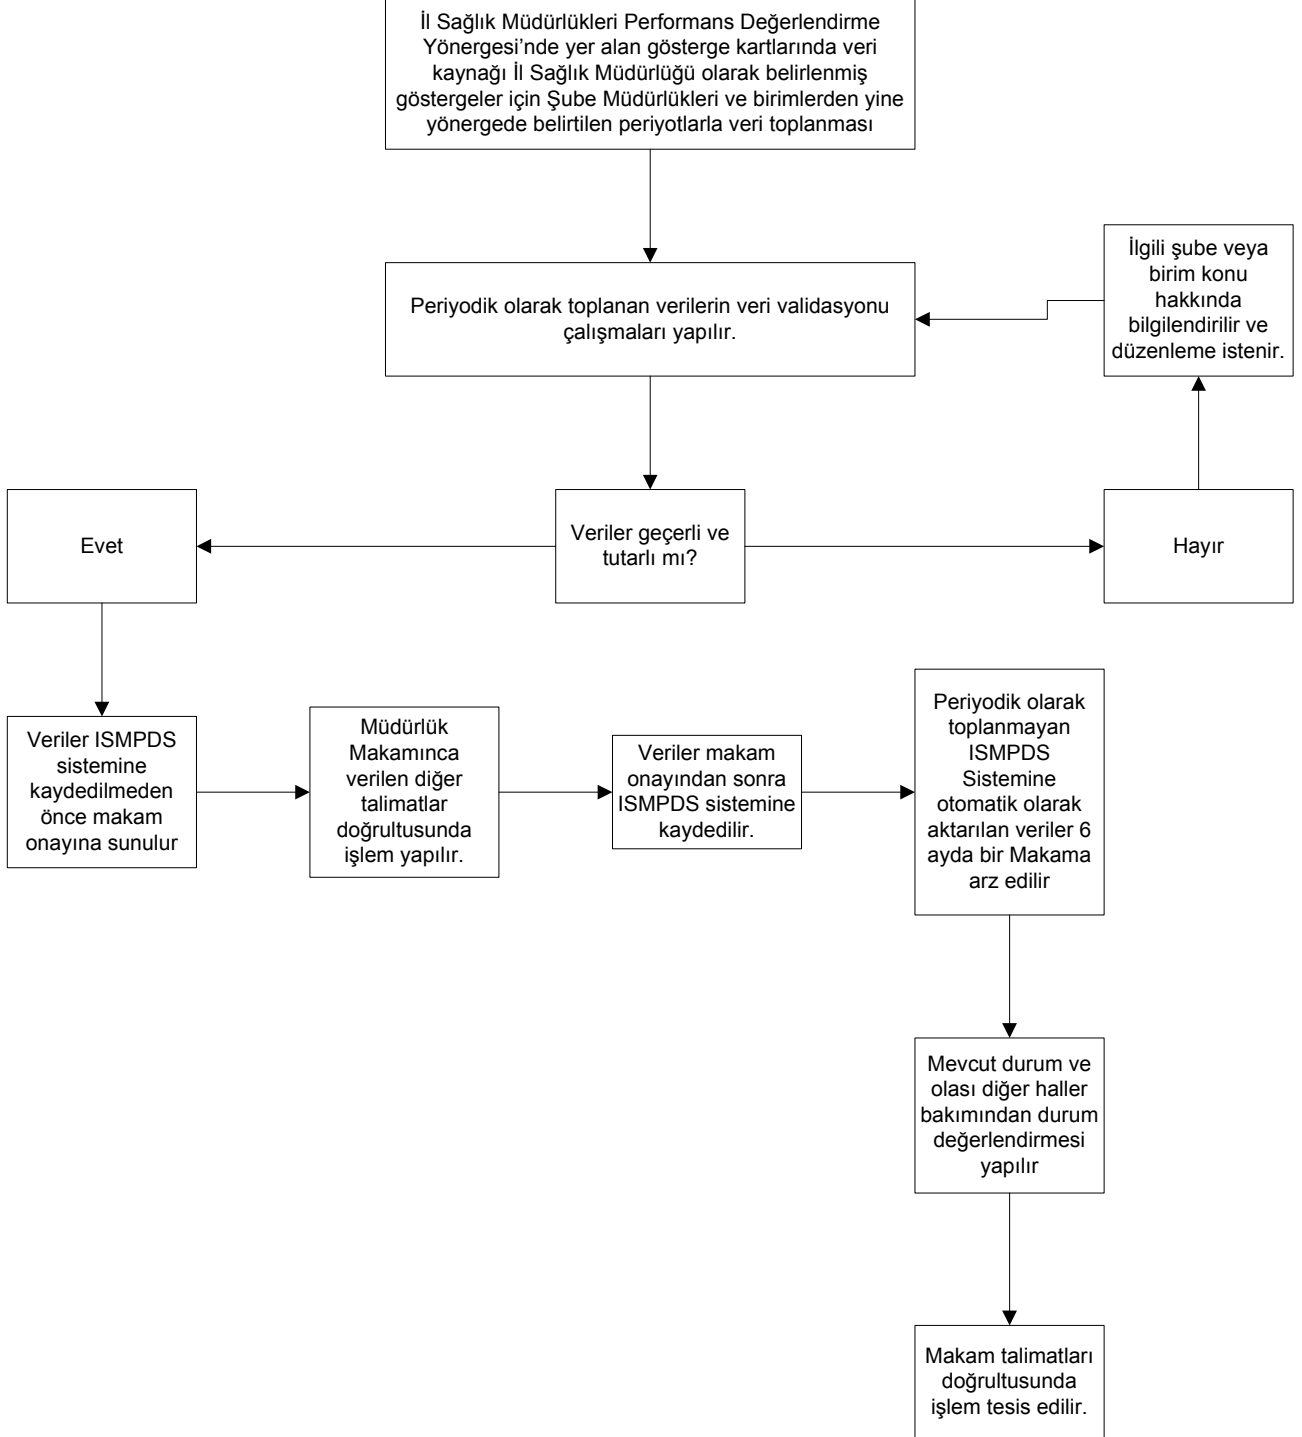 İl Sağlık Müdürlükleri Performans Değerlendirme
Yönergesi’nde yer alan gösterge kartlarında veri
kaynağı İl Sağlık Müdürlüğü olarak belirlenmiş
göstergeler için Şube Müdürlükleri ve birimlerden yine
yönergede belirtilen periyotlarla veri toplanması
İlgili şube veya
birim konu
hakkında
bilgilendirilir ve
düzenleme istenir.
Periyodik olarak toplanan verilerin veri validasyonu
çalışmaları yapılır.
Evet
Veriler geçerli ve
tutarlı mı?
Hayır
Veriler ISMPDS
sistemine
kaydedilmeden
önce makam
onayına sunulur
Müdürlük
Makamınca
verilen diğer
talimatlar
doğrultusunda
işlem yapılır.
Veriler makam
onayından sonra
ISMPDS sistemine
kaydedilir.
Periyodik olarak
toplanmayan
ISMPDS
Sistemine
otomatik olarak
aktarılan veriler 6
ayda bir Makama
arz edilir
Mevcut durum ve
olası diğer haller
bakımından durum
değerlendirmesi
yapılır
Makam talimatları
doğrultusunda
işlem tesis edilir.